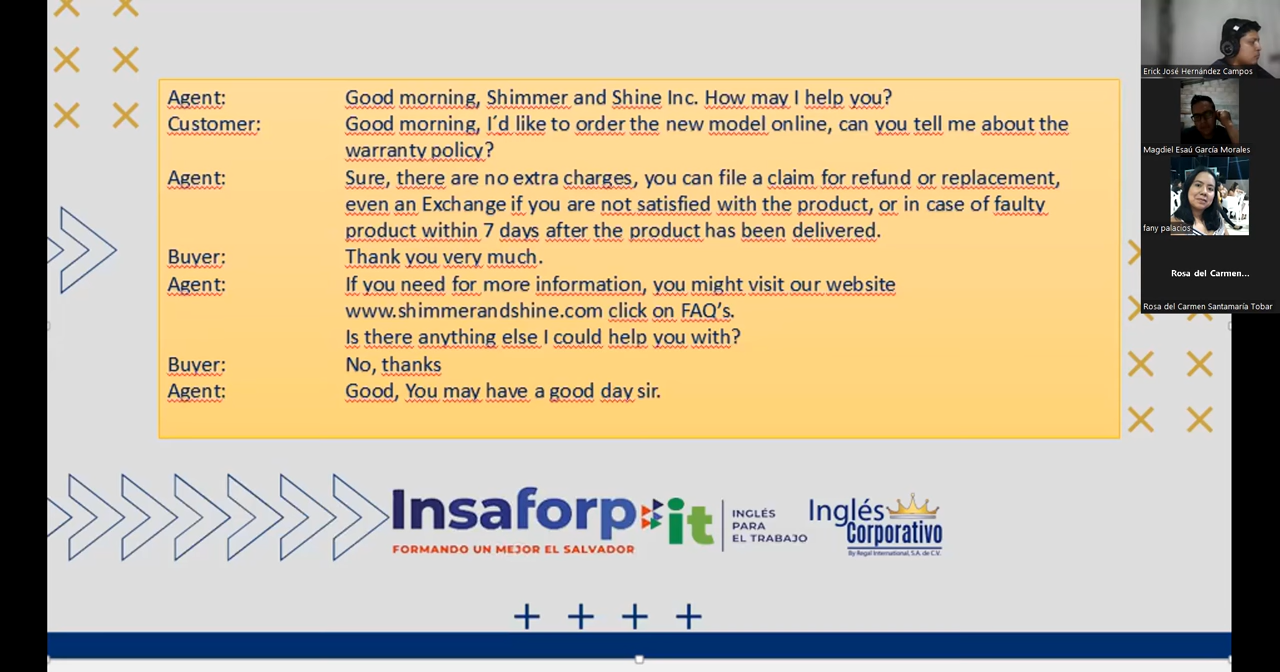 Agent: Good morning, Shimmer and Shine Inc. How may I help you?
Customer: Good morning, I´d like to order the new model online, can you tell me about the
warranty policy?
Agent: Sure, there are no extra charges, you can file a claim for refund or replacement,
even an Exchange if you are not satisfied with the product, or in case of faulty
product within 7 days after the product has been delivered.
Buyer: Thank you very much.
Agent: If you need for more information, you might visit our website
www.shimmerandshine.com click on FAQ's.
Is there anything else I could help you with?
Buyer: No, thanks
Agent: Good, You may have a good day sir.
Insaforp
FORMANDO UN MEJOR EL SALVADOR
it
INGLÉS
PARA
EL TRABAJO
Inglés
Corporativo
By Regal International, S.A. de C.V.
Erick José Hernández Campos
Magdiel Esaú García Morales
fany palacios
Rosa del Carmen...
Rosa del Carmen Santamaría Tobar